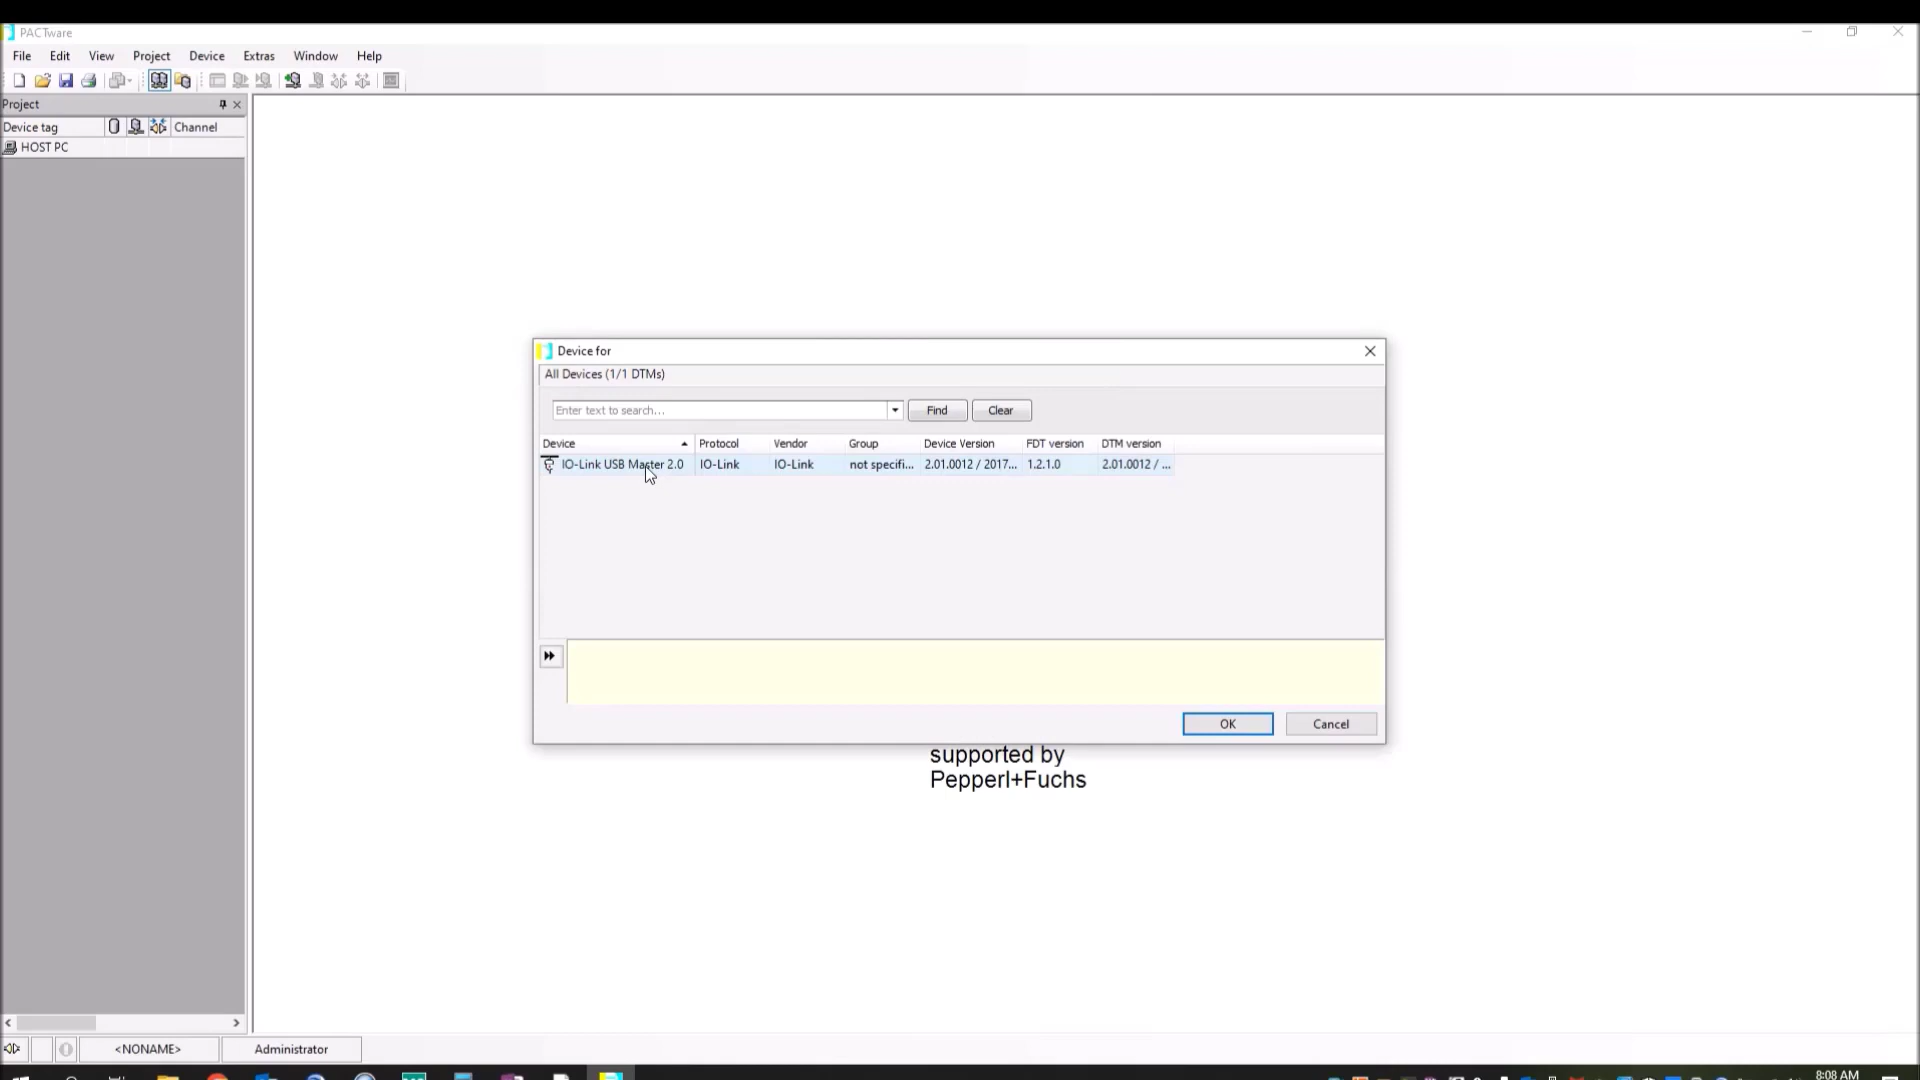 PACTware
File Edit View Project Device Extras Window Help
Project
Device tag Channel
HOST PC
Device for
All Devices (1/1 DTMs)
Enter text to search... Find Clear
Device Protocol Vendor Group Device Version FDT version DTM version
IO-Link USB Master 2.0 IO-Link IO-Link not specifi... 2.01.0012 / 2017... 1.2.1.0 2.01.0012 / ...
OK Cancel
supported by
Pepperl+Fuchs
<NONAME> Administrator
8:08 AM